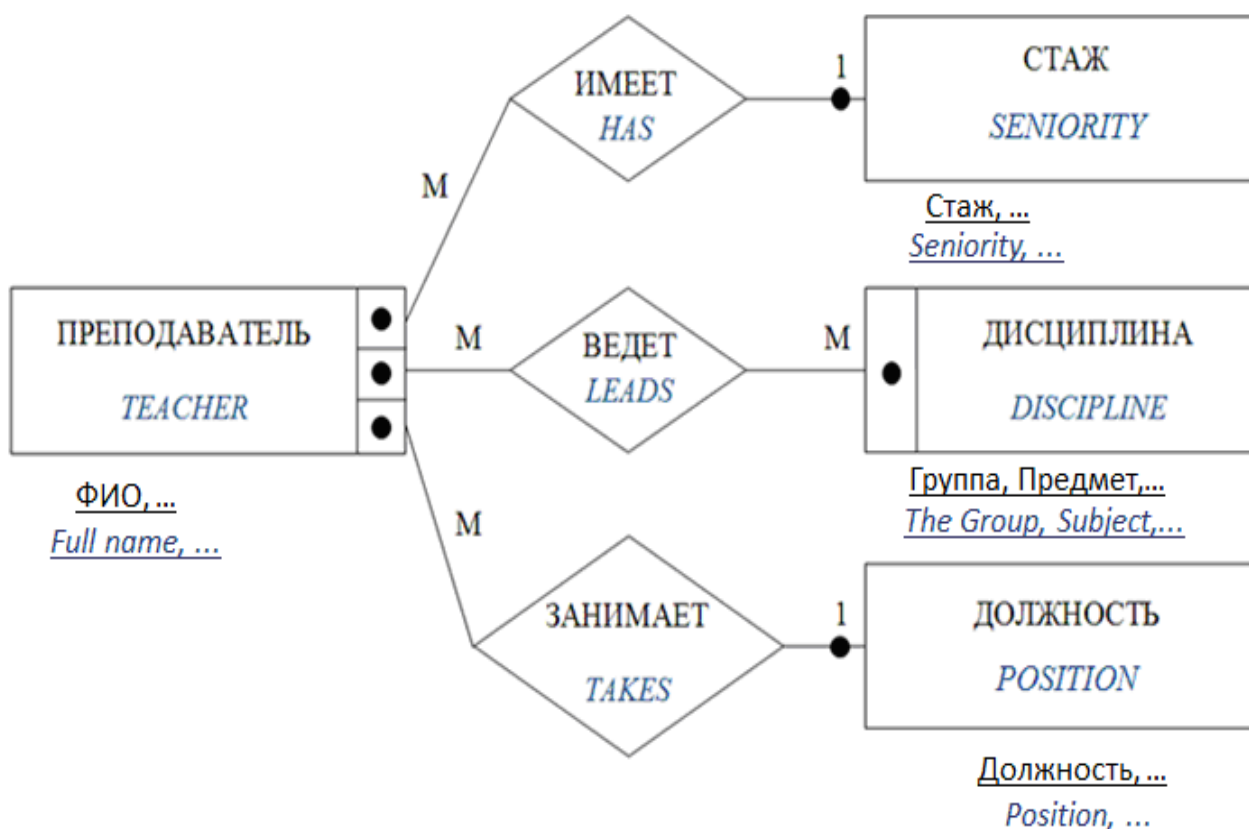 ИМЕЕТ
HAS
1
СТАЖ
SENIORITY
M
Стаж, ...
Seniority, ...
ПРЕПОДАВАТЕЛЬ
TEACHER
M
ВЕДЕТ
LEADS
M
ДИСЦИПЛИНА
DISCIPLINE
ФИО, ...
Full name, ...
Группа, Предмет,...
The Group, Subject,...
M
ЗАНИМАЕТ
TAKES
1
ДОЛЖНОСТЬ
POSITION
Должность, ...
Position, ...